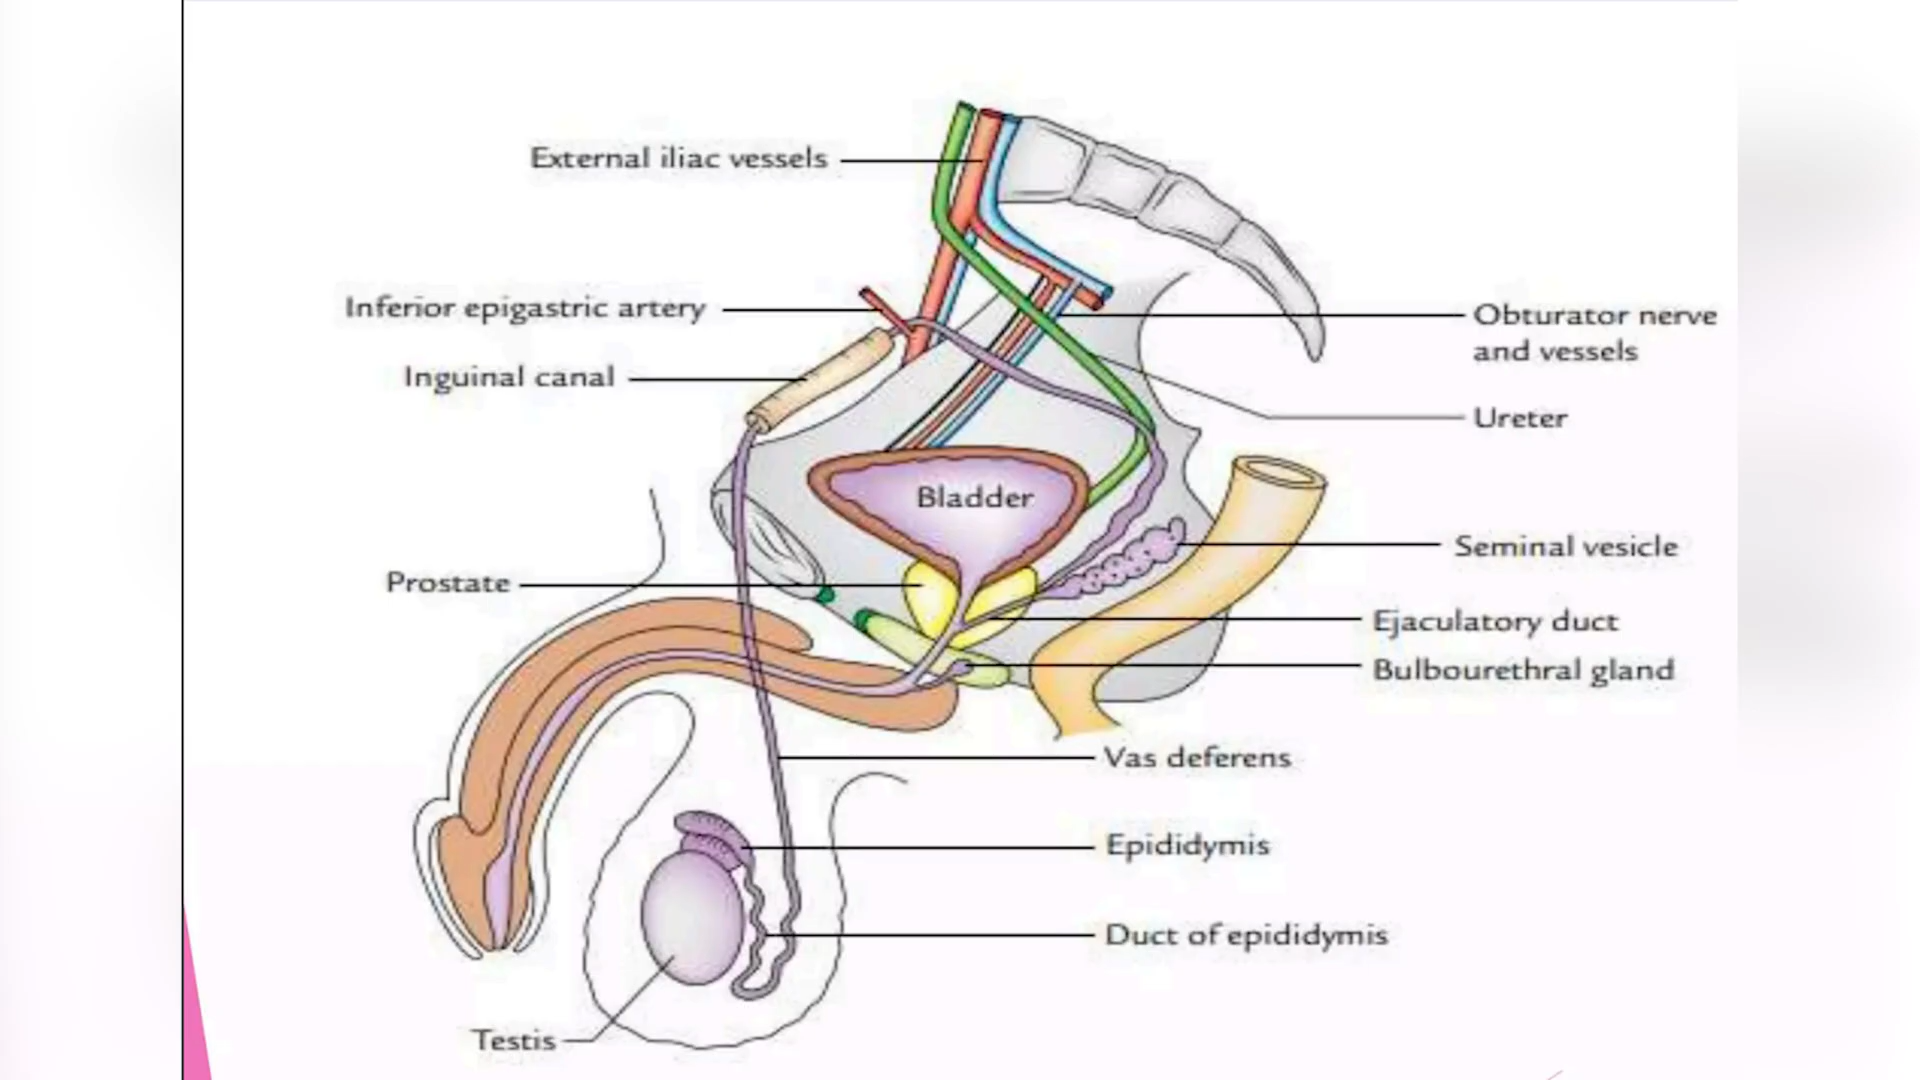 External iliac vessels
Inferior epigastric artery
Inguinal canal
Obturator nerve
and vessels
Ureter
Bladder
Seminal vesicle
Prostate
Ejaculatory duct
Bulbourethral gland
Vas deferens
Epididymis
Duct of epididymis
Testis